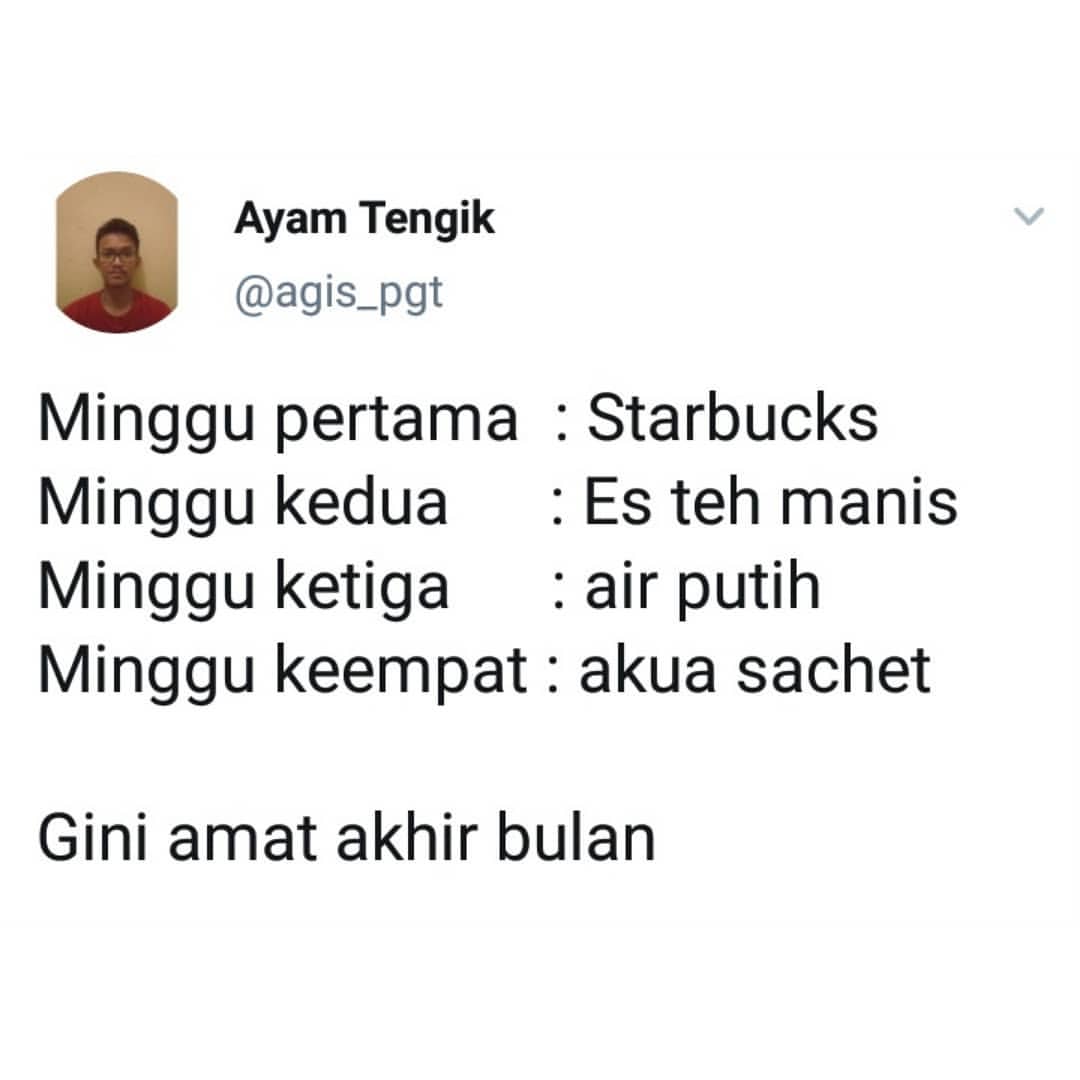 Ayam Tengik
@agis_pgt
Minggu pertama : Starbucks
Minggu kedua : Es teh manis
Minggu ketiga : air putih
Minggu keempat : akua sachet
Gini amat akhir bulan